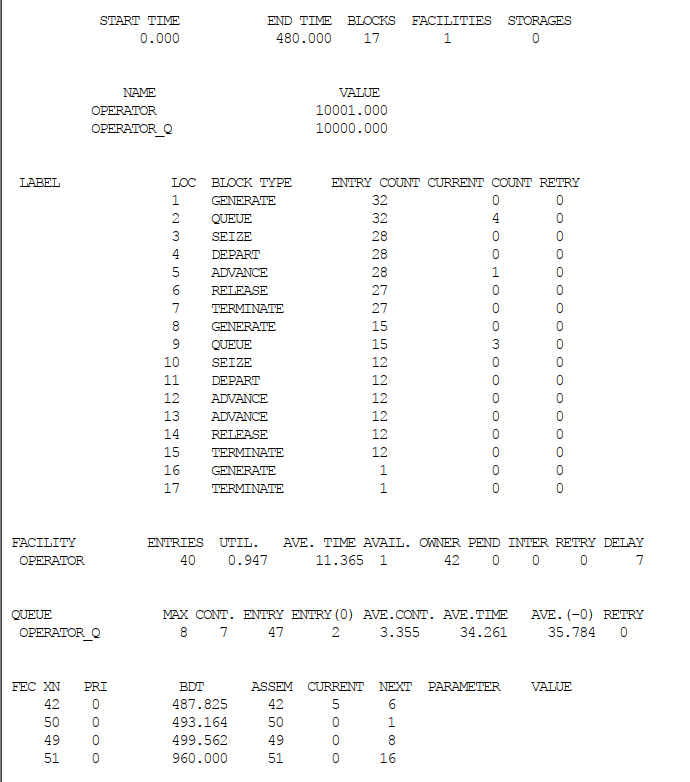 START TIME END TIME BLOCKS FACILITIES STORAGES
0.000 480.000 17 1 0
NAME VALUE
OPERATOR 10001.000
OPERATOR_Q 10000.000
LABEL LOC BLOCK TYPE ENTRY COUNT CURRENT COUNT RETRY
1 GENERATE 32 0 0
2 QUEUE 32 4 0
3 SEIZE 28 0 0
4 DEPART 28 0 0
5 ADVANCE 28 1 0
6 RELEASE 27 0 0
7 TERMINATE 27 0 0
8 GENERATE 15 0 0
9 QUEUE 15 3 0
10 SEIZE 12 0 0
11 DEPART 12 0 0
12 ADVANCE 12 0 0
13 ADVANCE 12 0 0
14 RELEASE 12 0 0
15 TERMINATE 12 0 0
16 GENERATE 1 0 0
17 TERMINATE 1 0 0
FACILITY ENTRIES UTIL. AVE. TIME AVAIL. OWNER PEND INTER RETRY DELAY
OPERATOR 40 0.947 11.365 1 42 0 0 0 7
QUEUE MAX CONT. ENTRY ENTRY(0) AVE.CONT. AVE.TIME AVE.(-0) RETRY
OPERATOR_Q 8 7 47 2 3.355 34.261 35.784 0
FEC XN PRI BDT ASSEM CURRENT NEXT PARAMETER VALUE
42 0 487.825 42 5 6
50 0 493.164 50 0 1
49 0 499.562 49 0 8
51 0 960.000 51 0 16